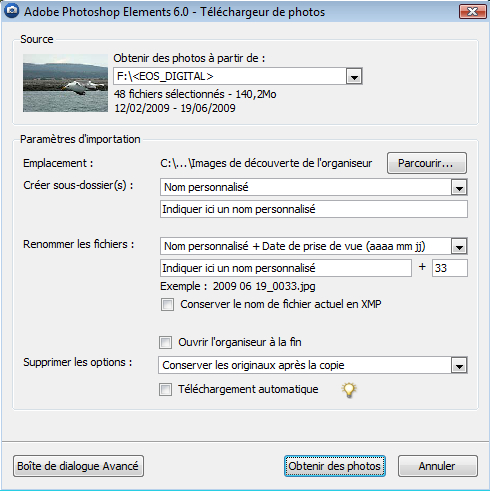 Adobe Photoshop Elements 6.0 - Téléchargeur de photos
Source
Obtenir des photos à partir de :
F:\<EOS_DIGITAL>
48 fichiers sélectionnés - 140,2Mo
12/02/2009 - 19/06/2009
Paramètres d'importation
Emplacement : C:\...\Images de découverte de l'organiseur Parcourir...
Créer sous-dossier(s) : Nom personnalisé
Indiquer ici un nom personnalisé
Renommer les fichiers : Nom personnalisé + Date de prise de vue (aaaa mm jj)
Indiquer ici un nom personnalisé + 33
Exemple : 2009 06 19_0033.jpg
Conserver le nom de fichier actuel en XMP
Ouvrir l'organiseur à la fin
Supprimer les options : Conserver les originaux après la copie
Téléchargement automatique
Boîte de dialogue Avancé Obtenir des photos Annuler